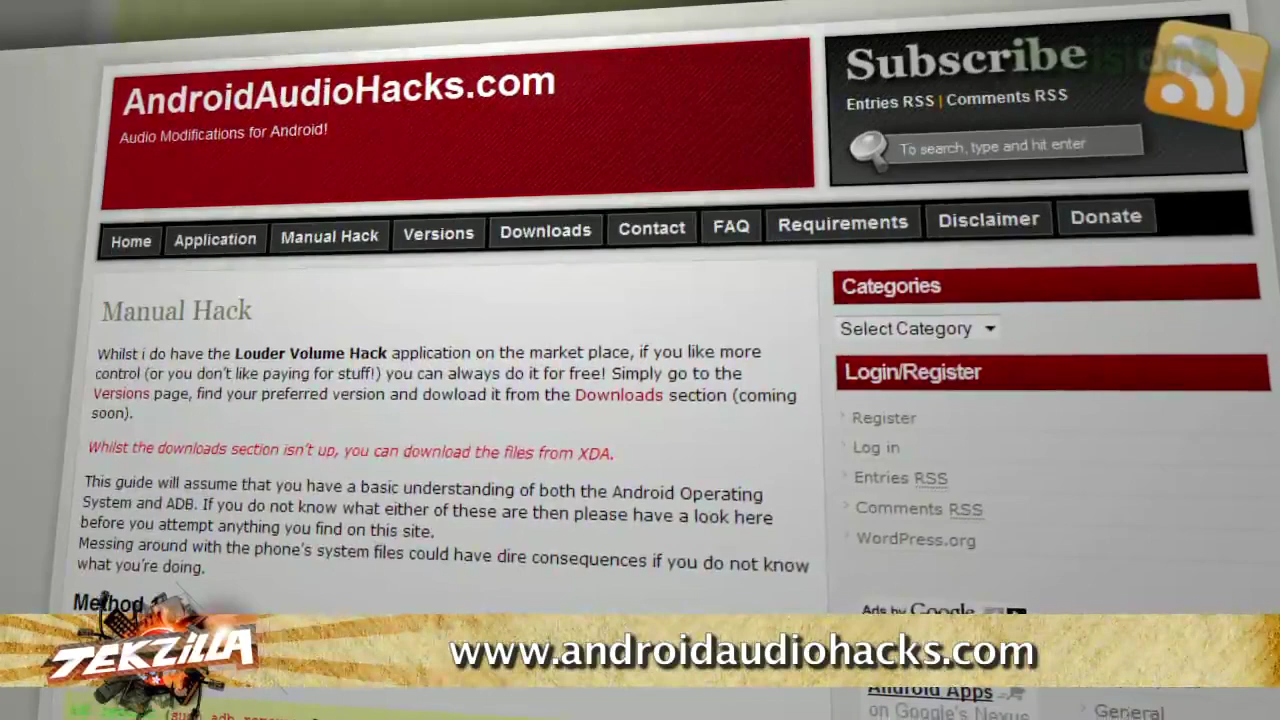 AndroidAudioHacks.com
Audio Modifications for Android!
Subscribe
Entries RSS | Comments RSS
To search, type and hit enter
Home Application Manual Hack Versions Downloads Contact FAQ Requirements Disclaimer Donate
Manual Hack
Whilst i do have the Louder Volume Hack application on the market place, if you like more
control (or you don't like paying for stuff!) you can always do it for free! Simply go to the
Versions page, find your preferred version and dowload it from the Downloads section (coming
soon).
Whilst the downloads section isn't up, you can download the files from XDA.
This guide will assume that you have a basic understanding of both the Android Operating
System and ADB. If you do not know what either of these are then please have a look here
before you attempt anything you find on this site.
Messing around with the phone's system files could have dire consequences if you do not know
what you're doing.
Method
Categories
Select Category
Login/Register
Register
Log in
Entries RSS
Comments RSS
WordPress.org
Ads by Google
TEKZILLA
www.androidaudiohacks.com
Android Apps
on Google's Nexus
General